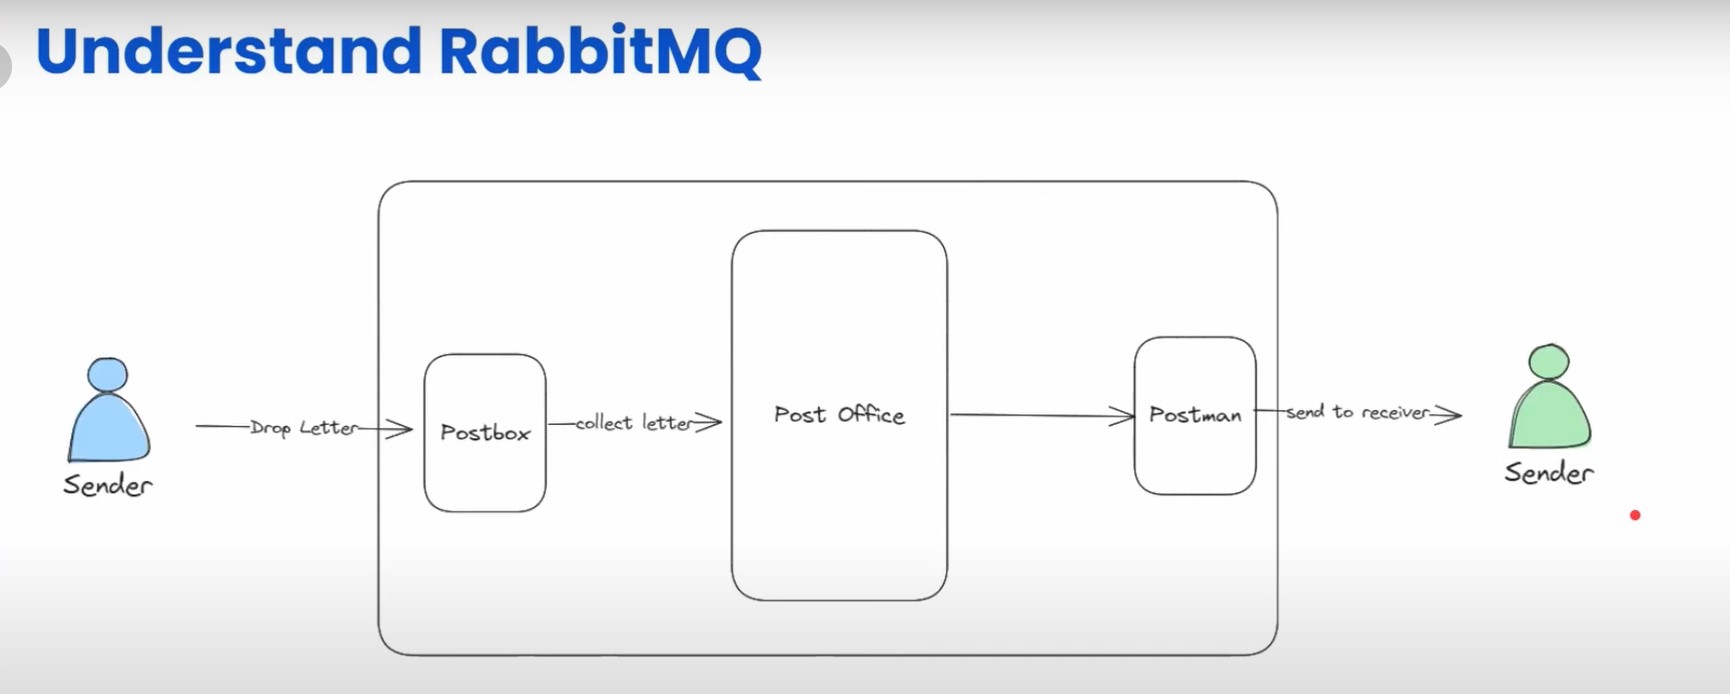 Understand RabbitMQ
Drop Letter
Postbox
collect letter
Post Office
Postman
send to receiver
Sender
Sender